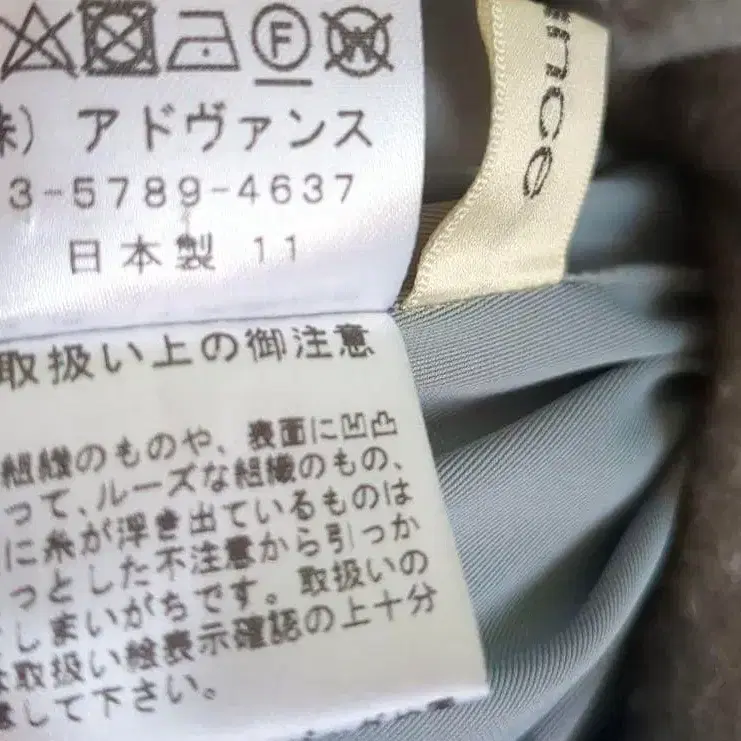 F W
株) アドヴァンス
3-5789-4637
日本製 11
ence
取扱い上の御注意
組織のものや、表面に凹凸
って、ルーズな組織のもの、
に糸が浮き出ているものは
っとした不注意から引っか
しまいがちです。取扱いの
取扱い絵表示確認の上十分
して下さい。